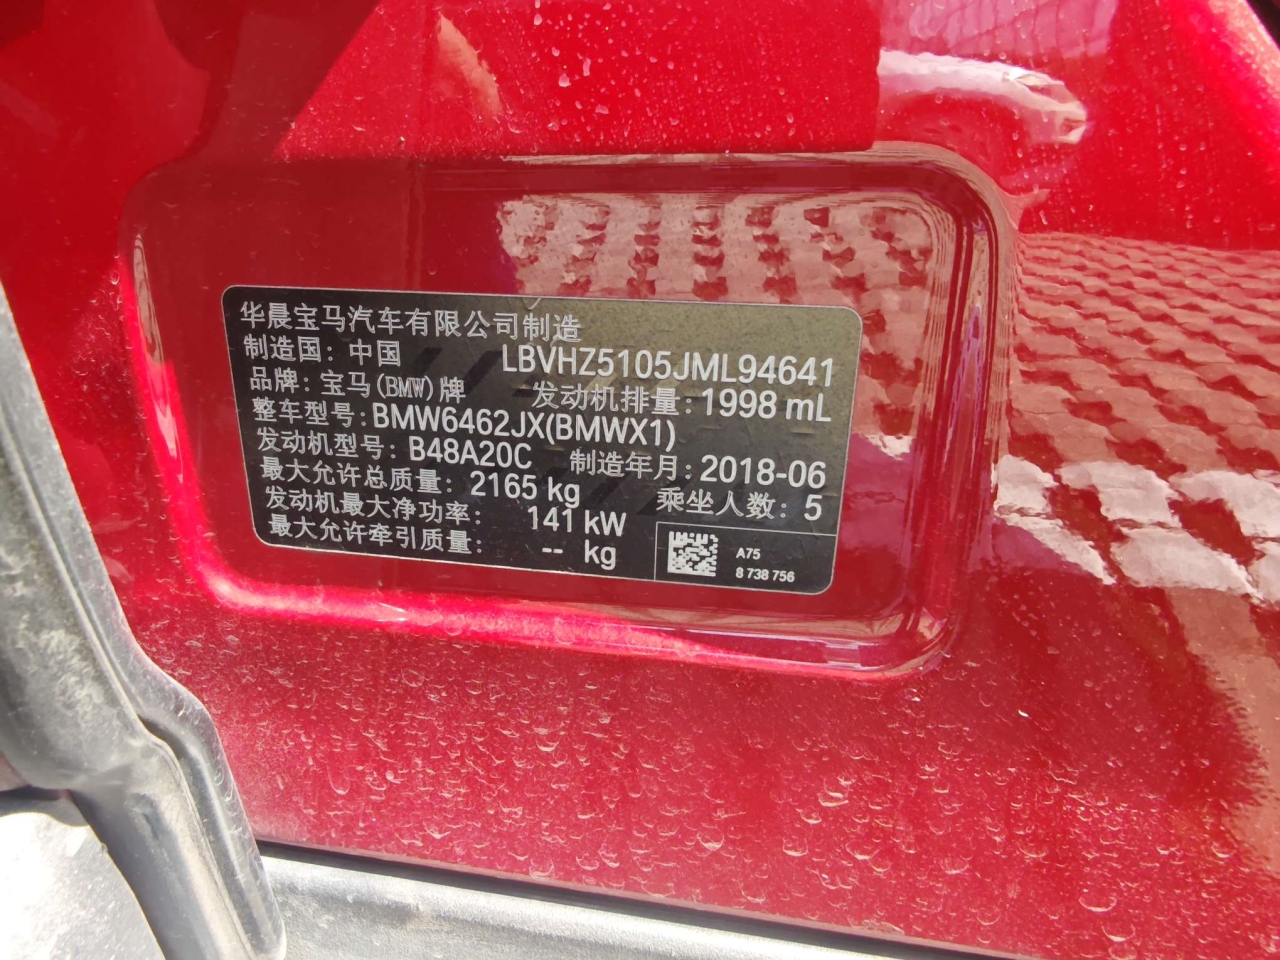 华晨宝马汽车有限公司制造
制造国：中国 LBVHZ5105JML94641
品牌：宝马(BMW)牌 发动机排量：1998 mL
整车型号：BMW6462JX(BMWX1)
发动机型号：B48A20C 制造年月：2018-06
最大允许总质量：2165 kg 乘坐人数：5
发动机最大净功率：141 kW
最大允许牵引质量：-- kg
A75
8 738 756